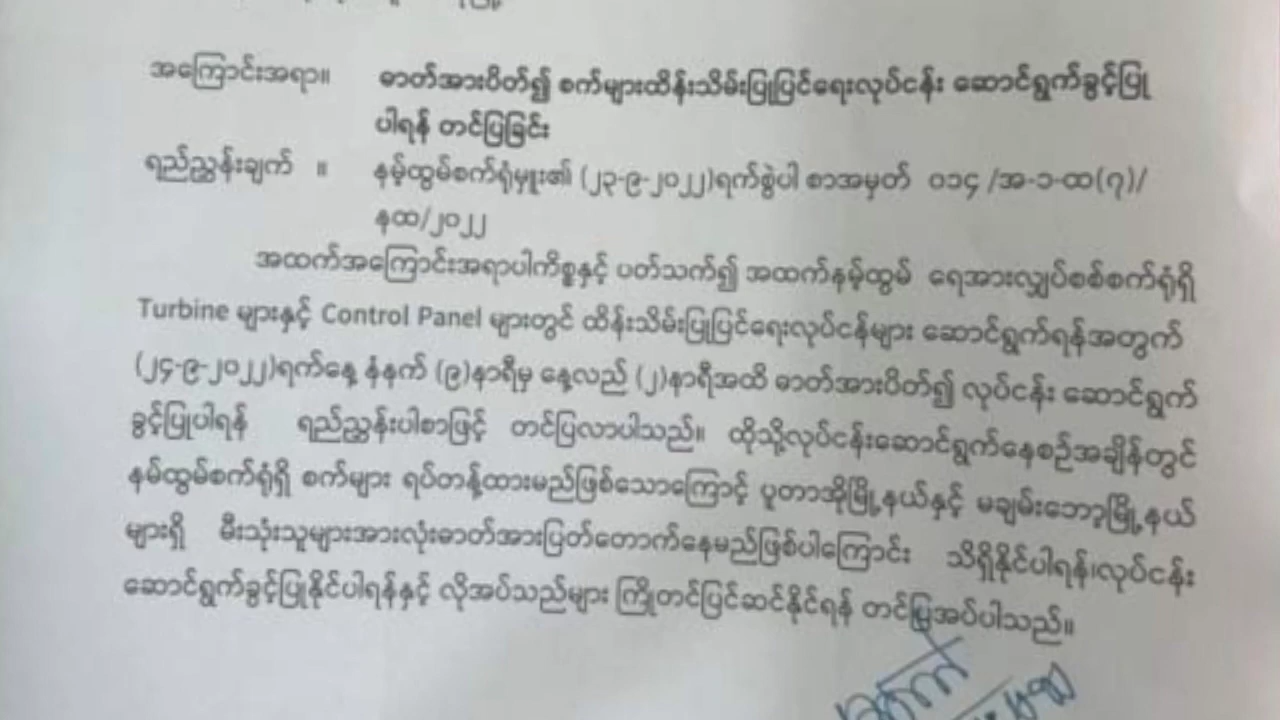 အကြောင်းအရာ။ ဓာတ်အားပိတ်၍ စက်များထိန်းသိမ်းပြုပြင်ရေးလုပ်ငန်း ဆောင်ရွက်ခွင့်ပြု
ပါရန် တင်ပြခြင်း
ရည်ညွှန်းချက် ။ နမ့်ထွမ်စက်ရုံမှူး၏ (၂၃-၉-၂၀၂၂)ရက်စွဲပါ စာအမှတ် ၀၁၄ /အ-၁-ထ(၇)/
နထ/၂၀၂၂
အထက်အကြောင်းအရာပါကိစ္စနှင့် ပတ်သက်၍ အထက်နမ့်ထွမ် ရေအားလျှပ်စစ်စက်ရုံရှိ
Turbine များနှင့် Control Panel များတွင် ထိန်းသိမ်းပြုပြင်ရေးလုပ်ငန်များ ဆောင်ရွက်ရန်အတွက်
(၂၄-၉-၂၀၂၂)ရက်နေ့ နံနက် (၉)နာရီမှ နေ့လည် (၂)နာရီအထိ ဓာတ်အားပိတ်၍ လုပ်ငန်း ဆောင်ရွက်
ခွင့်ပြုပါရန် ရည်ညွှန်းပါစာဖြင့် တင်ပြလာပါသည်။ ထိုသို့လုပ်ငန်းဆောင်ရွက်နေစဉ်အချိန်တွင်
နမ်ထွမ်စက်ရုံရှိ စက်များ ရပ်တန့်ထားမည်ဖြစ်သောကြောင့် ပူတာအိုမြို့နယ်နှင့် မချမ်းဘော့မြို့နယ်
များရှိ မီးသုံးသူများအားလုံးဓာတ်အားပြတ်တောက်နေမည်ဖြစ်ပါကြောင်း သိရှိနိုင်ပါရန်၊လုပ်ငန်း
ဆောင်ရွက်ခွင့်ပြုနိုင်ပါရန်နှင့် လိုအပ်သည်များ ကြိုတင်ပြင်ဆင်နိုင်ရန် တင်ပြအပ်ပါသည်။